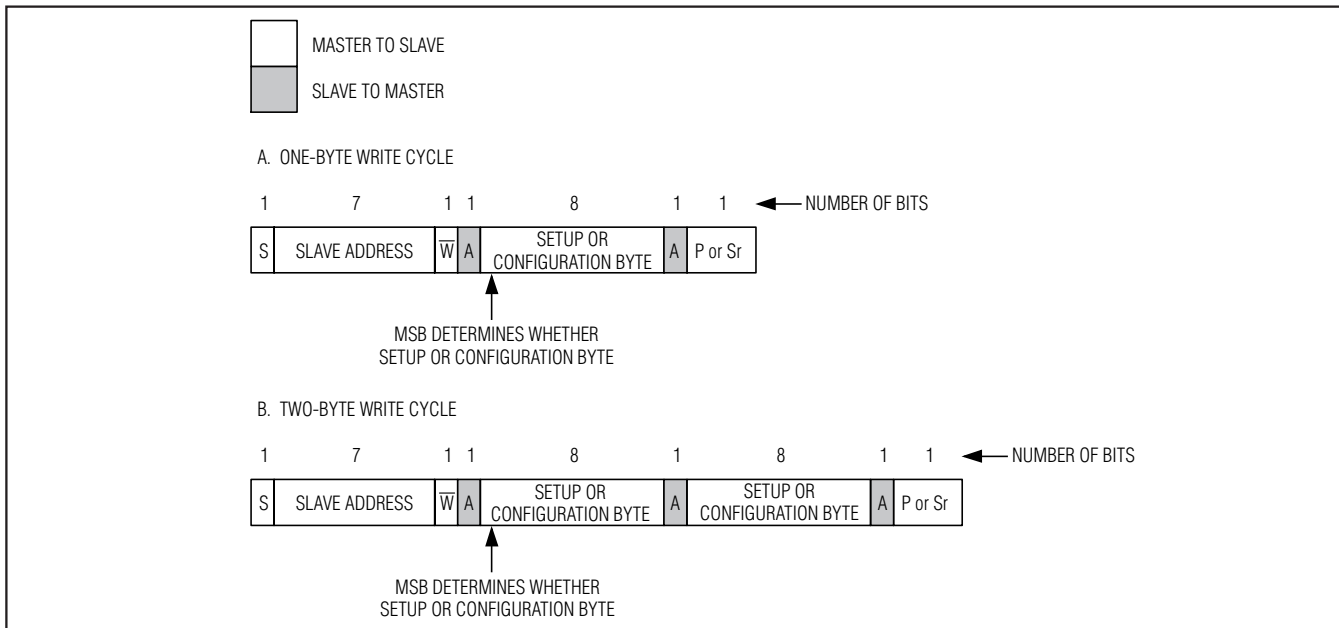 MASTER TO SLAVE
SLAVE TO MASTER
A. ONE-BYTE WRITE CYCLE
1 7 1 1 8 1 1 NUMBER OF BITS
S SLAVE ADDRESS W̅ A SETUP OR CONFIGURATION BYTE A P or Sr
MSB DETERMINES WHETHER
SETUP OR CONFIGURATION BYTE
B. TWO-BYTE WRITE CYCLE
1 7 1 1 8 1 8 1 1 NUMBER OF BITS
S SLAVE ADDRESS W̅ A SETUP OR CONFIGURATION BYTE A SETUP OR CONFIGURATION BYTE A P or Sr
MSB DETERMINES WHETHER
SETUP OR CONFIGURATION BYTE